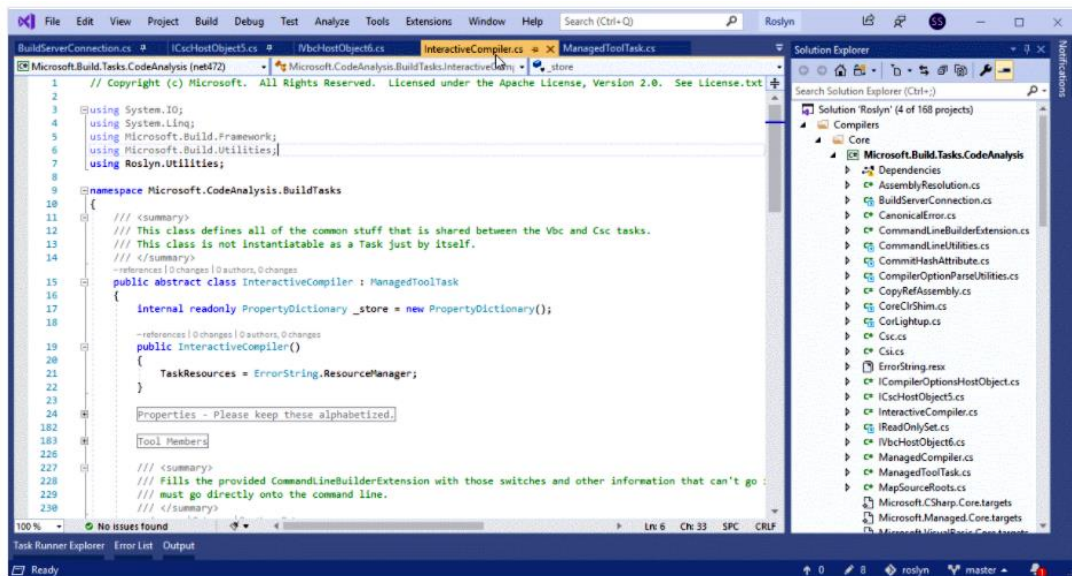 File Edit View Project Build Debug Test Analyze Tools Extensions Window Help Search (Ctrl+Q) Roslyn SS
BuildServerConnection.cs ICscHostObject5.cs IVbcHostObject6.cs InteractiveCompiler.cs ManagedToolTask.cs
Microsoft.Build.Tasks.CodeAnalysis (net472) Microsoft.CodeAnalysis.BuildTasks.InteractiveCom _store
1 // Copyright (c) Microsoft. All Rights Reserved. Licensed under the Apache License, Version 2.0. See License.txt
2
3 using System.IO;
4 using System.Linq;
5 using Microsoft.Build.Framework;
6 using Microsoft.Build.Utilities;
7 using Roslyn.Utilities;
8
9 namespace Microsoft.CodeAnalysis.BuildTasks
10 {
11 /// <summary>
12 /// This class defines all of the common stuff that is shared between the Vbc and Csc tasks.
13 /// This class is not instantiatable as a Task just by itself.
14 /// </summary>
-references | 0 changes | 0 authors, 0 changes
15 public abstract class InteractiveCompiler : ManagedToolTask
16 {
17 internal readonly PropertyDictionary _store = new PropertyDictionary();
18
-references | 0 changes | 0 authors, 0 changes
19 public InteractiveCompiler()
20 {
21 TaskResources = ErrorString.ResourceManager;
22 }
23
24 Properties - Please keep these alphabetized.
182
183 Tool Members
226
227 /// <summary>
228 /// Fills the provided CommandLineBuilderExtension with those switches and other information that can't go
229 /// must go directly onto the command line.
230 /// </summary>
100 % No issues found Ln: 6 Ch: 33 SPC CRLF
Task Runner Explorer Error List Output
Solution Explorer
Search Solution Explorer (Ctrl+;)
Solution 'Roslyn' (4 of 168 projects)
Compilers
Core
Microsoft.Build.Tasks.CodeAnalysis
Dependencies
C# AssemblyResolution.cs
C# BuildServerConnection.cs
C# CanonicalError.cs
C# CommandLineBuilderExtension.cs
C# CommandLineUtilities.cs
C# CommitHashAttribute.cs
C# CompilerOptionParseUtilities.cs
C# CopyRefAssembly.cs
C# CoreClrShim.cs
C# CorLightup.cs
C# Csc.cs
C# Csi.cs
ErrorString.resx
C# ICompilerOptionsHostObject.cs
C# ICscHostObject5.cs
C# InteractiveCompiler.cs
C# IReadOnlySet.cs
C# IVbcHostObject6.cs
C# ManagedCompiler.cs
C# ManagedToolTask.cs
C# MapSourceRoots.cs
Microsoft.CSharp.Core.targets
Microsoft.Managed.Core.targets
Microsoft.VisualBasic.Core.targets
Notifications
Ready 0 8 roslyn master 1